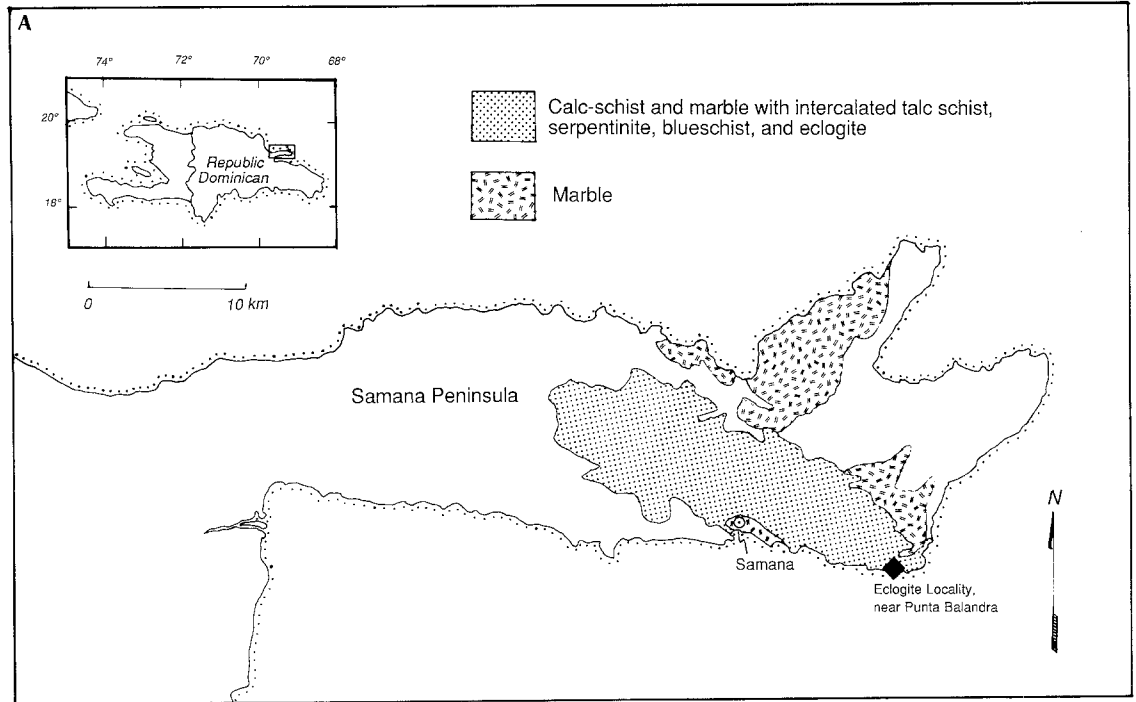 A
74°
72°
70°
68°
20°
18°
Republic
Dominican
Calc-schist and marble with intercalated talc schist,
serpentinite, blueschist, and eclogite
Marble
0
10 km
Samana Peninsula
Samana
N
Eclogite Locality,
near Punta Balandra